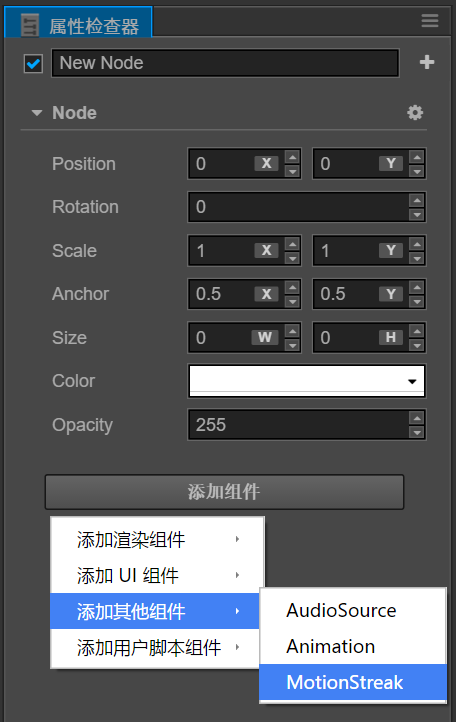 属性检查器
New Node
Node
Position 0 X 0 Y
Rotation 0
Scale 1 X 1 Y
Anchor 0.5 X 0.5 Y
Size 0 W 0 H
Color
Opacity 255
添加组件
添加渲染组件
添加 UI 组件
添加其他组件
添加用户脚本组件
AudioSource
Animation
MotionStreak